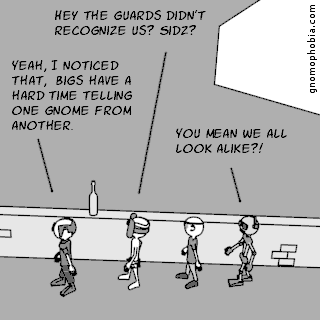 HEY THE GUARDS DIDN'T
RECOGNIZE US? SIDZ?
YEAH, I NOTICED
THAT, BIGS HAVE A
HARD TIME TELLING
ONE GNOME FROM
ANOTHER.
YOU MEAN WE ALL
LOOK ALIKE?!
gnomophobia.com